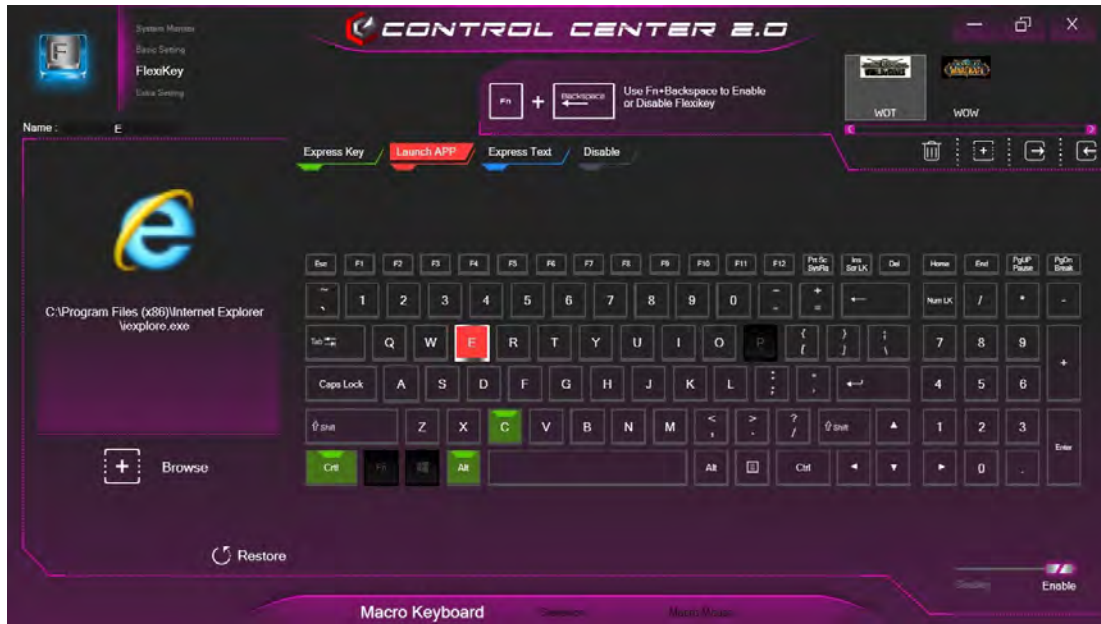 System Monitor
Basic Setting
FlexiKey
Extra Setting
CONTROL CENTER 2.0
Fn + Backspace
Use Fn+Backspace to Enable
or Disable Flexikey
WOT
WOW
Name : E
Express Key
Launch APP
Express Text
Disable
C:\Program Files (x86)\Internet Explorer
\iexplore.exe
Browse
Restore
Esc F1 F2 F3 F4 F5 F6 F7 F8 F9 F10 F11 F12 Prt Sc SysRq Ins Scr LK Del Home End PgUP Pause PgDn Break
~ ` 1 2 3 4 5 6 7 8 9 0 - _ + = ← Num LK / * -
Tab Q W E R T Y U I O P { [ } ] \ 7 8 9 +
Caps Lock A S D F G H J K L : ; 4 5 6
Shift Z X C V B N M < , > . ? / Shift ▲ 1 2 3 Enter
Crtl Fn Alt Alt Ctrl ◄ ▼ ► 0 .
Enable
Macro Keyboard
Macro Mouse